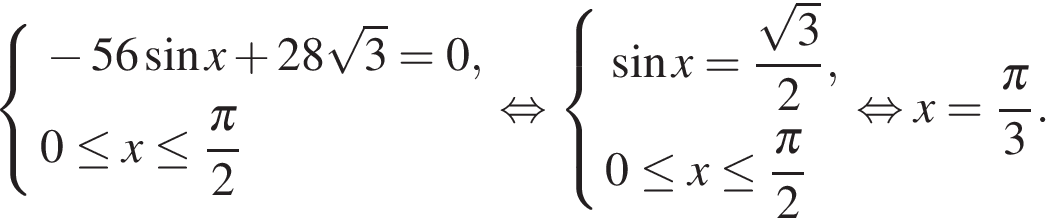 { − 56 sin x + 28√3 = 0, 0 ≤ x ≤ π/2 ⇔ { sin x = √3/2, 0 ≤ x ≤ π/2 ⇔ x = π/3.